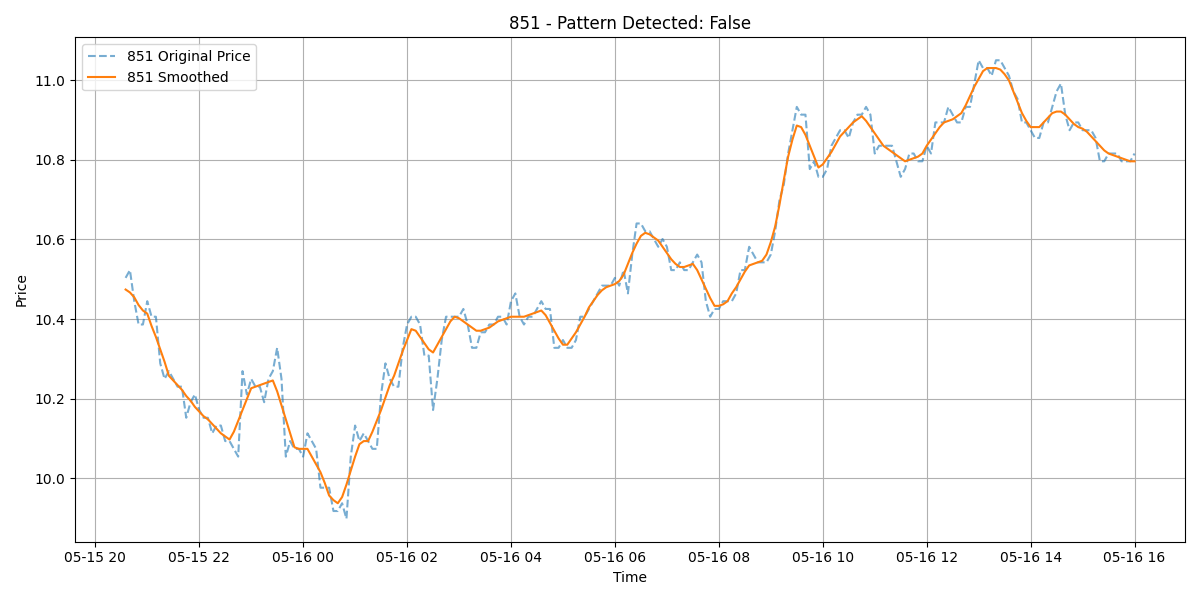 851 - Pattern Detected: False
851 Original Price
851 Smoothed
Price
11.0
10.8
10.6
10.4
10.2
10.0
05-15 20 05-15 22 05-16 00 05-16 02 05-16 04 05-16 06 05-16 08 05-16 10 05-16 12 05-16 14 05-16 16
Time